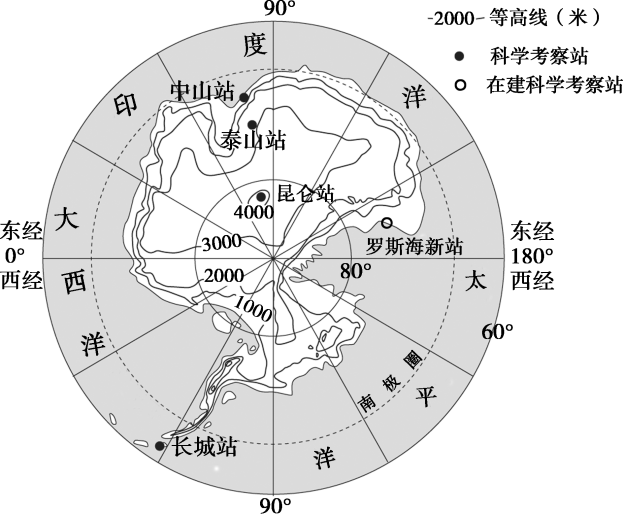 90°
-2000- 等高线（米）
科学考察站
在建科学考察站
度
印
洋
中山站
泰山站
昆仑站
4000
大
东经
0°
西经
3000
罗斯海新站
东经
180°
西经
2000
80°
西
太
1000
60°
洋
南极圈
平
长城站
洋
90°